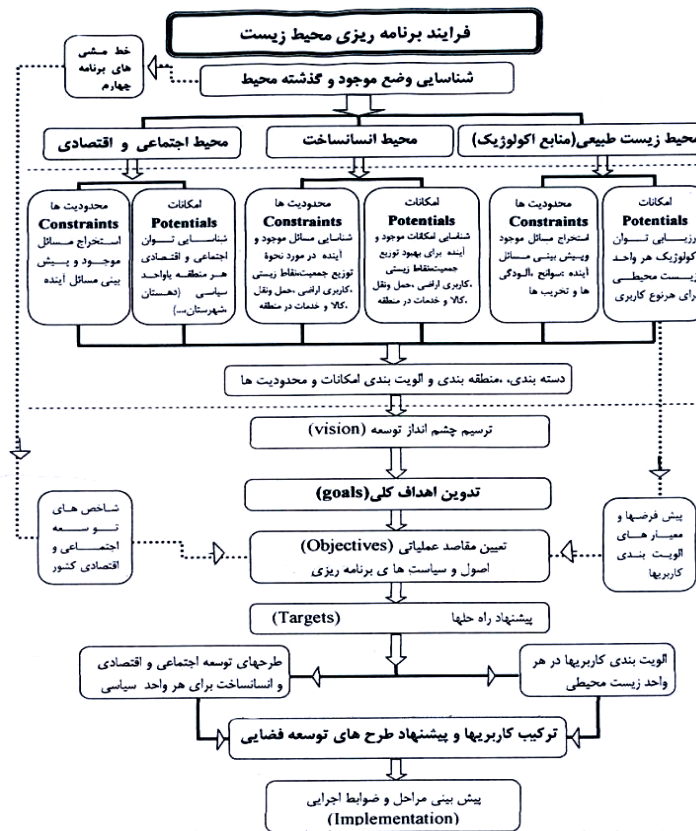 فرایند برنامه ریزی محیط زیست
خط مشی
های برنامه
چهارم
شناسایی وضع موجود و گذشته محیط
محیط زیست طبیعی(منابع اکولوژیک)
محیط انسانساخت
محیط اجتماعی و اقتصادی
امکانات
Potentials
رزیــابی تــوان
کولوژیک هر واحد
زیست محیطی
برای هرنوع کاربری
محدودیت ها
Constraints
استخراج مسائل موجود
وپیش بینی مسائل
آینده ،سوانح ،آلودگی
ها و تخریب ها
امکانات
Potentials
شناسایی امکانات موجود و
آینده برای بهبود توزیع
جمعیت،نقاط زیستی
،کاربری اراضی ،حمل ونقل
،کالا و خدمات در منطقه
محدودیت ها
Constraints
شناسایی مسائل موجود و
آینده در مورد نحوة
توزیع جمعیت،نقاط زیستی
،کاربری اراضی ،حمل ونقل
،کالا و خدمات در منطقه
امکانات
Potentials
شناسایی توان
اجتماعی و اقتصادی
هر منطقه یاواحد
سیاسی (دهستان
،شهرستان،...)
محدودیت ها
Constraints
استخراج مسائل
موجود و پیش
بینی مسائل آینده
دسته بندی، ،منطقه بندی و الویت بندی امکانات و محدودیت ها
ترسیم چشم انداز توسعه (vision)
تدوین اهداف کلی(goals)
شاخص های
توسعه
اجتماعی و
اقتصادی کشور
تعیین مقاصد عملیاتی (Objectives)
اصول و سیاست ها ی برنامه ریزی
پیش فرضها و
معیار های
الویت بندی
کاربریها
پیشنهاد راه حلها (Targets)
الویت بندی کاربریها در هر
واحد زیست محیطی
طرحهای توسعه اجتماعی و اقتصادی
و انسانساخت برای هر واحد سیاسی
ترکیب کاربریها و پیشنهاد طرح های توسعه فضایی
پیش بینی مراحل و ضوابط اجرایی
(Implementation)